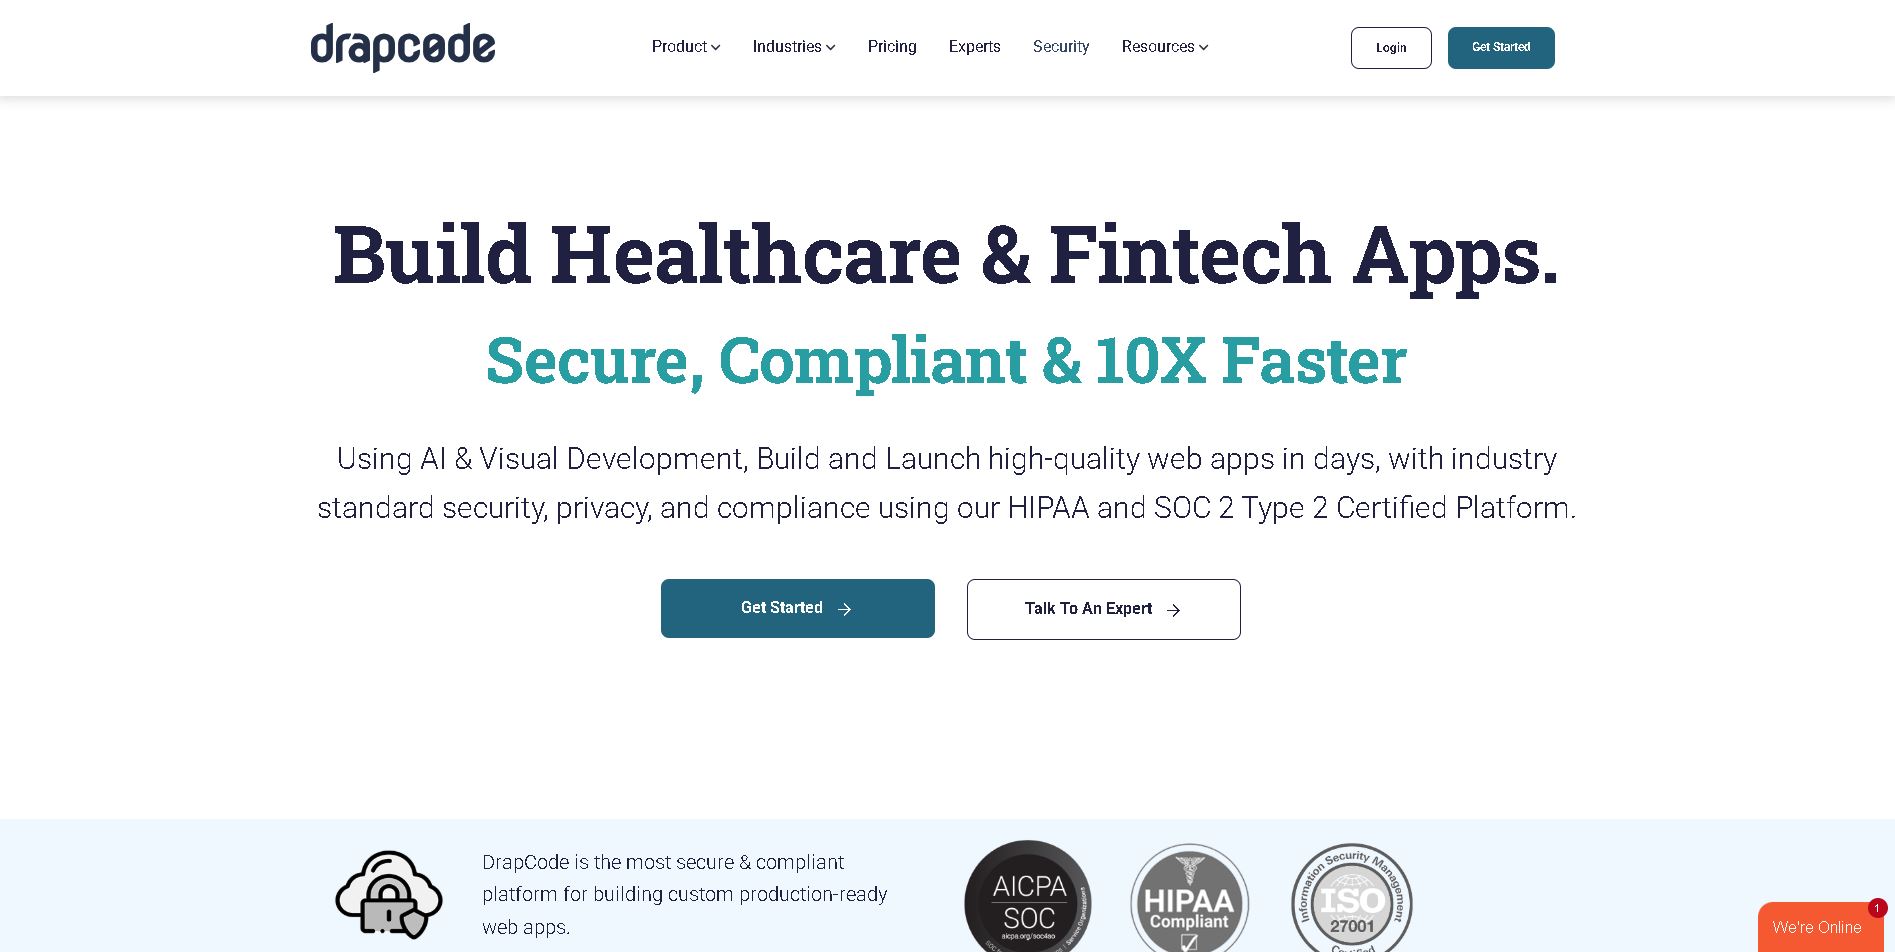 drapcode
Product
Industries
Pricing
Experts
Security
Resources
Login
Get Started
Build Healthcare & Fintech Apps.
Secure, Compliant & 10X Faster
Using AI & Visual Development, Build and Launch high-quality web apps in days, with industry
standard security, privacy, and compliance using our HIPAA and SOC 2 Type 2 Certified Platform.
Get Started
Talk To An Expert
DrapCode is the most secure & compliant
platform for building custom production-ready
web apps.
AICPA
SOC
aicpa.org/soc4so
HIPAA
Compliant
Information Security Management
ISO
27001
Certified
We're Online
1